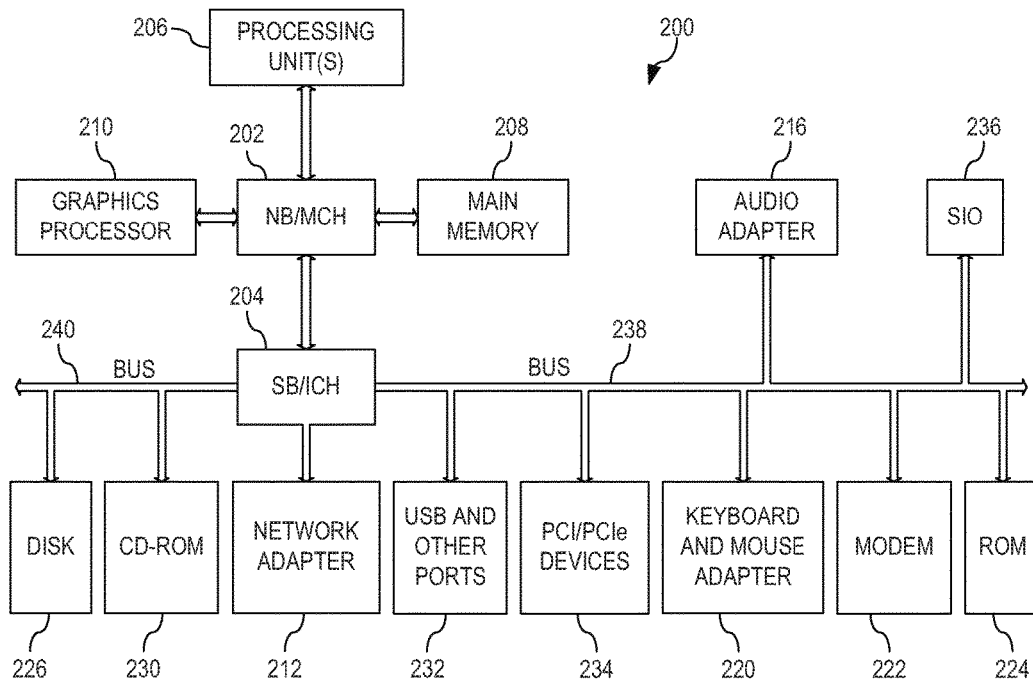 206
PROCESSING
UNIT(S)
200
210
202
208
216
236
GRAPHICS
PROCESSOR
NB/MCH
MAIN
MEMORY
AUDIO
ADAPTER
SIO
204
240
BUS
SB/ICH
BUS
238
DISK
CD-ROM
NETWORK
ADAPTER
USB AND
OTHER
PORTS
PCI/PCIe
DEVICES
KEYBOARD
AND MOUSE
ADAPTER
MODEM
ROM
226
230
212
232
234
220
222
224